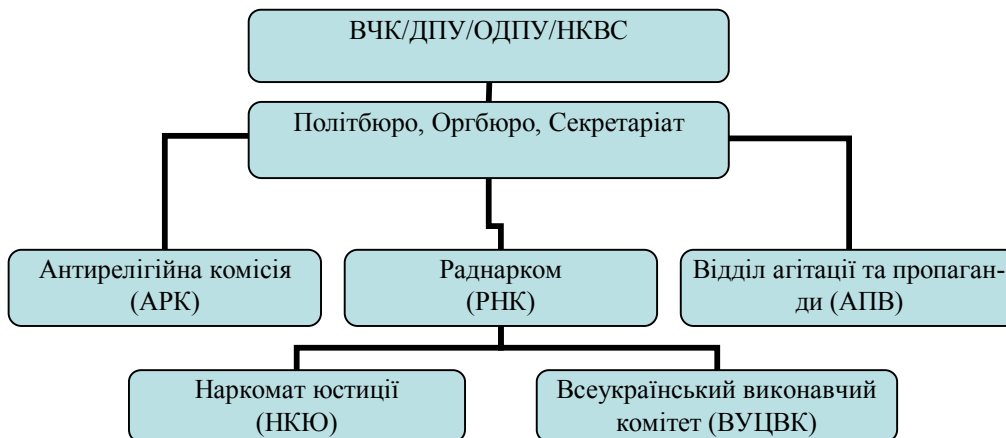 ВЧК/ДПУ/ОДПУ/НКВС
Політбюро, Оргбюро, Секретаріат
Антирелігійна комісія
(АРК)
Раднарком
(РНК)
Відділ агітації та пропаган-
ди (АПВ)
Наркомат юстиції
(НКЮ)
Всеукраїнський виконавчий
комітет (ВУЦВК)